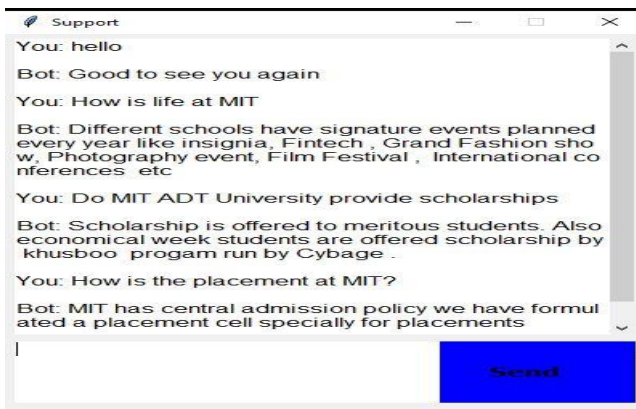 Support
You: hello
Bot: Good to see you again
You: How is life at MIT
Bot: Different schools have signature events planned
every year like insignia, Fintech , Grand Fashion sho
w, Photography event, Film Festival , International co
nferences etc
You: Do MIT ADT University provide scholarships
Bot: Scholarship is offered to meritous students. Also
economical week students are offered scholarship by
khusboo progam run by Cybage .
You: How is the placement at MIT?
Bot: MIT has central admission policy we have formul
ated a placement cell specially for placements
Send